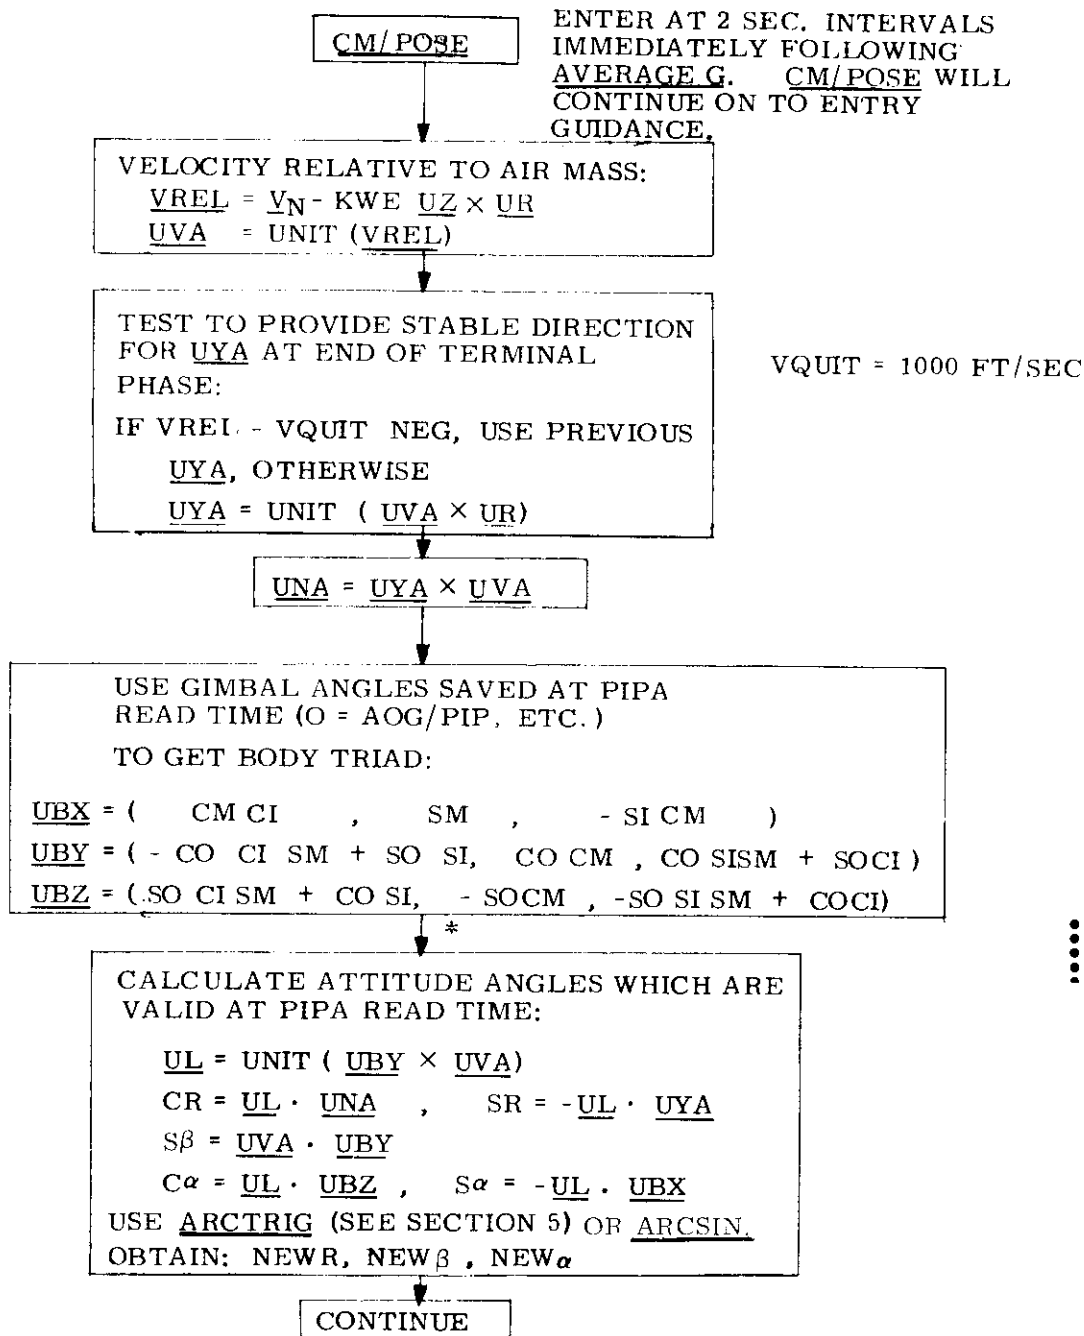 CM/POSE
ENTER AT 2 SEC. INTERVALS
IMMEDIATELY FOLLOWING
AVERAGE G. CM/POSE WILL
CONTINUE ON TO ENTRY
GUIDANCE.
VELOCITY RELATIVE TO AIR MASS:
VREL = VN - KWE UZ × UR
UVA = UNIT (VREL)
TEST TO PROVIDE STABLE DIRECTION
FOR UYA AT END OF TERMINAL
PHASE:
IF VREL - VQUIT NEG, USE PREVIOUS
UYA, OTHERWISE
UYA = UNIT ( UVA × UR)
VQUIT = 1000 FT/SEC
UNA = UYA × UVA
USE GIMBAL ANGLES SAVED AT PIPA
READ TIME (O = AOG/PIP, ETC.)
TO GET BODY TRIAD:
UBX = ( CM CI , SM , - SI CM )
UBY = ( - CO CI SM + SO SI, CO CM , CO SISM + SOCI )
UBZ = (.SO CI SM + CO SI, - SOCM , -SO SI SM + COCI)
*
CALCULATE ATTITUDE ANGLES WHICH ARE
VALID AT PIPA READ TIME:
UL = UNIT ( UBY × UVA)
CR = UL · UNA , SR = -UL · UYA
Sβ = UVA · UBY
Cα = UL · UBZ , Sα = -UL · UBX
USE ARCTRIG (SEE SECTION 5) OR ARCSIN.
OBTAIN: NEWR, NEWβ, NEWα
CONTINUE